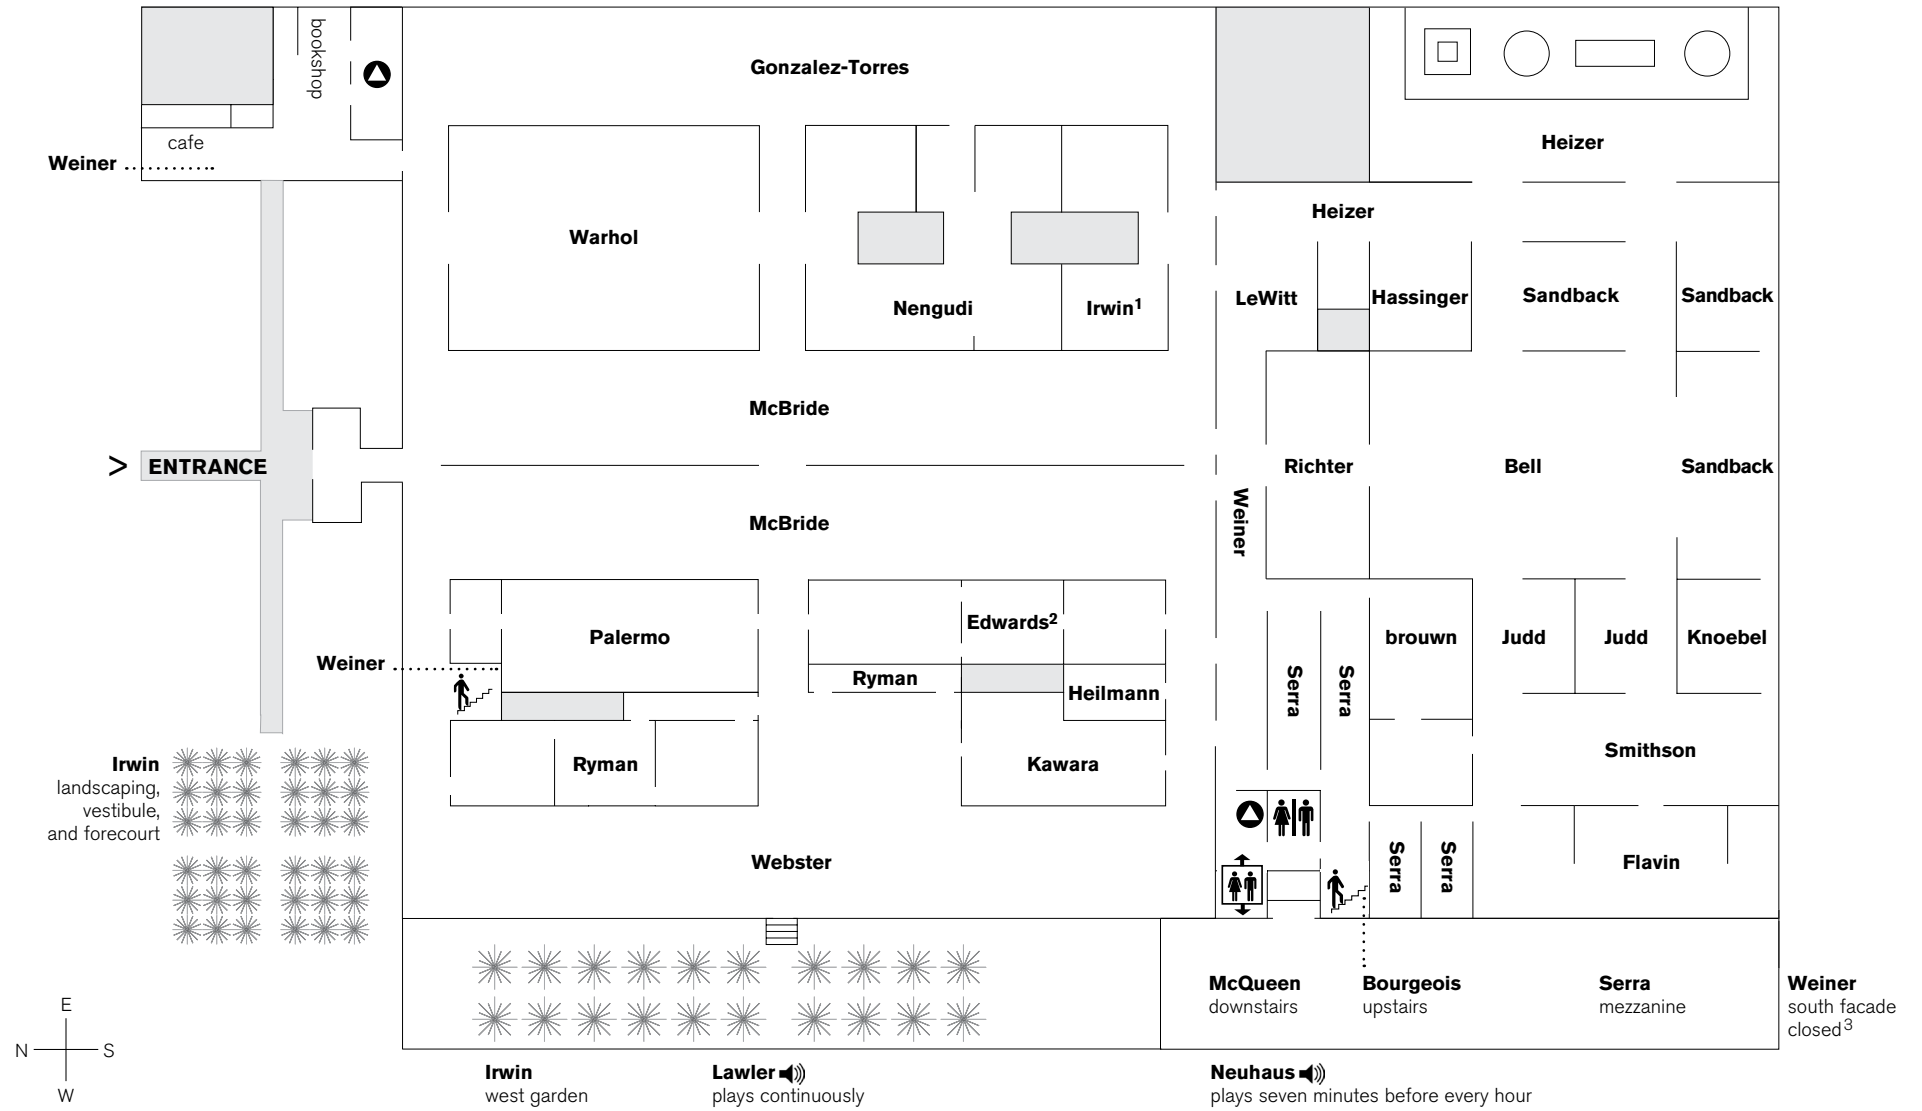 bookshop
Gonzalez-Torres
cafe
Weiner
Heizer
Heizer
Warhol
Nengudi
Irwin¹
LeWitt
Hassinger
Sandback
Sandback
McBride
> ENTRANCE
Richter
Bell
Sandback
Weiner
McBride
Palermo
Edwards²
Weiner
Ryman
Heilmann
Serra
Serra
brouwn
Judd
Judd
Knoebel
Irwin
landscaping,
vestibule,
and forecourt
Ryman
Kawara
Smithson
Webster
Serra
Serra
Flavin
McQueen
downstairs
Bourgeois
upstairs
Serra
mezzanine
Weiner
south facade
closed³
E
N
S
W
Irwin
west garden
Lawler
plays continuously
Neuhaus
plays seven minutes before every hour